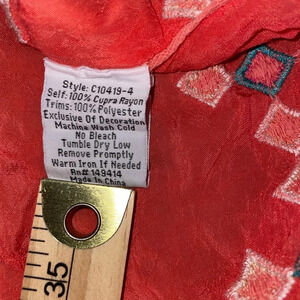 Style: C10419-4
Self: 100% Cupra Rayon
Trims: 100% Polyester
Exclusive Of Decoration
Machine Wash Cold
No Bleach
Tumble Dry Low
Remove Promptly
Warm Iron If Needed
Rn# 149414
Made In China
35